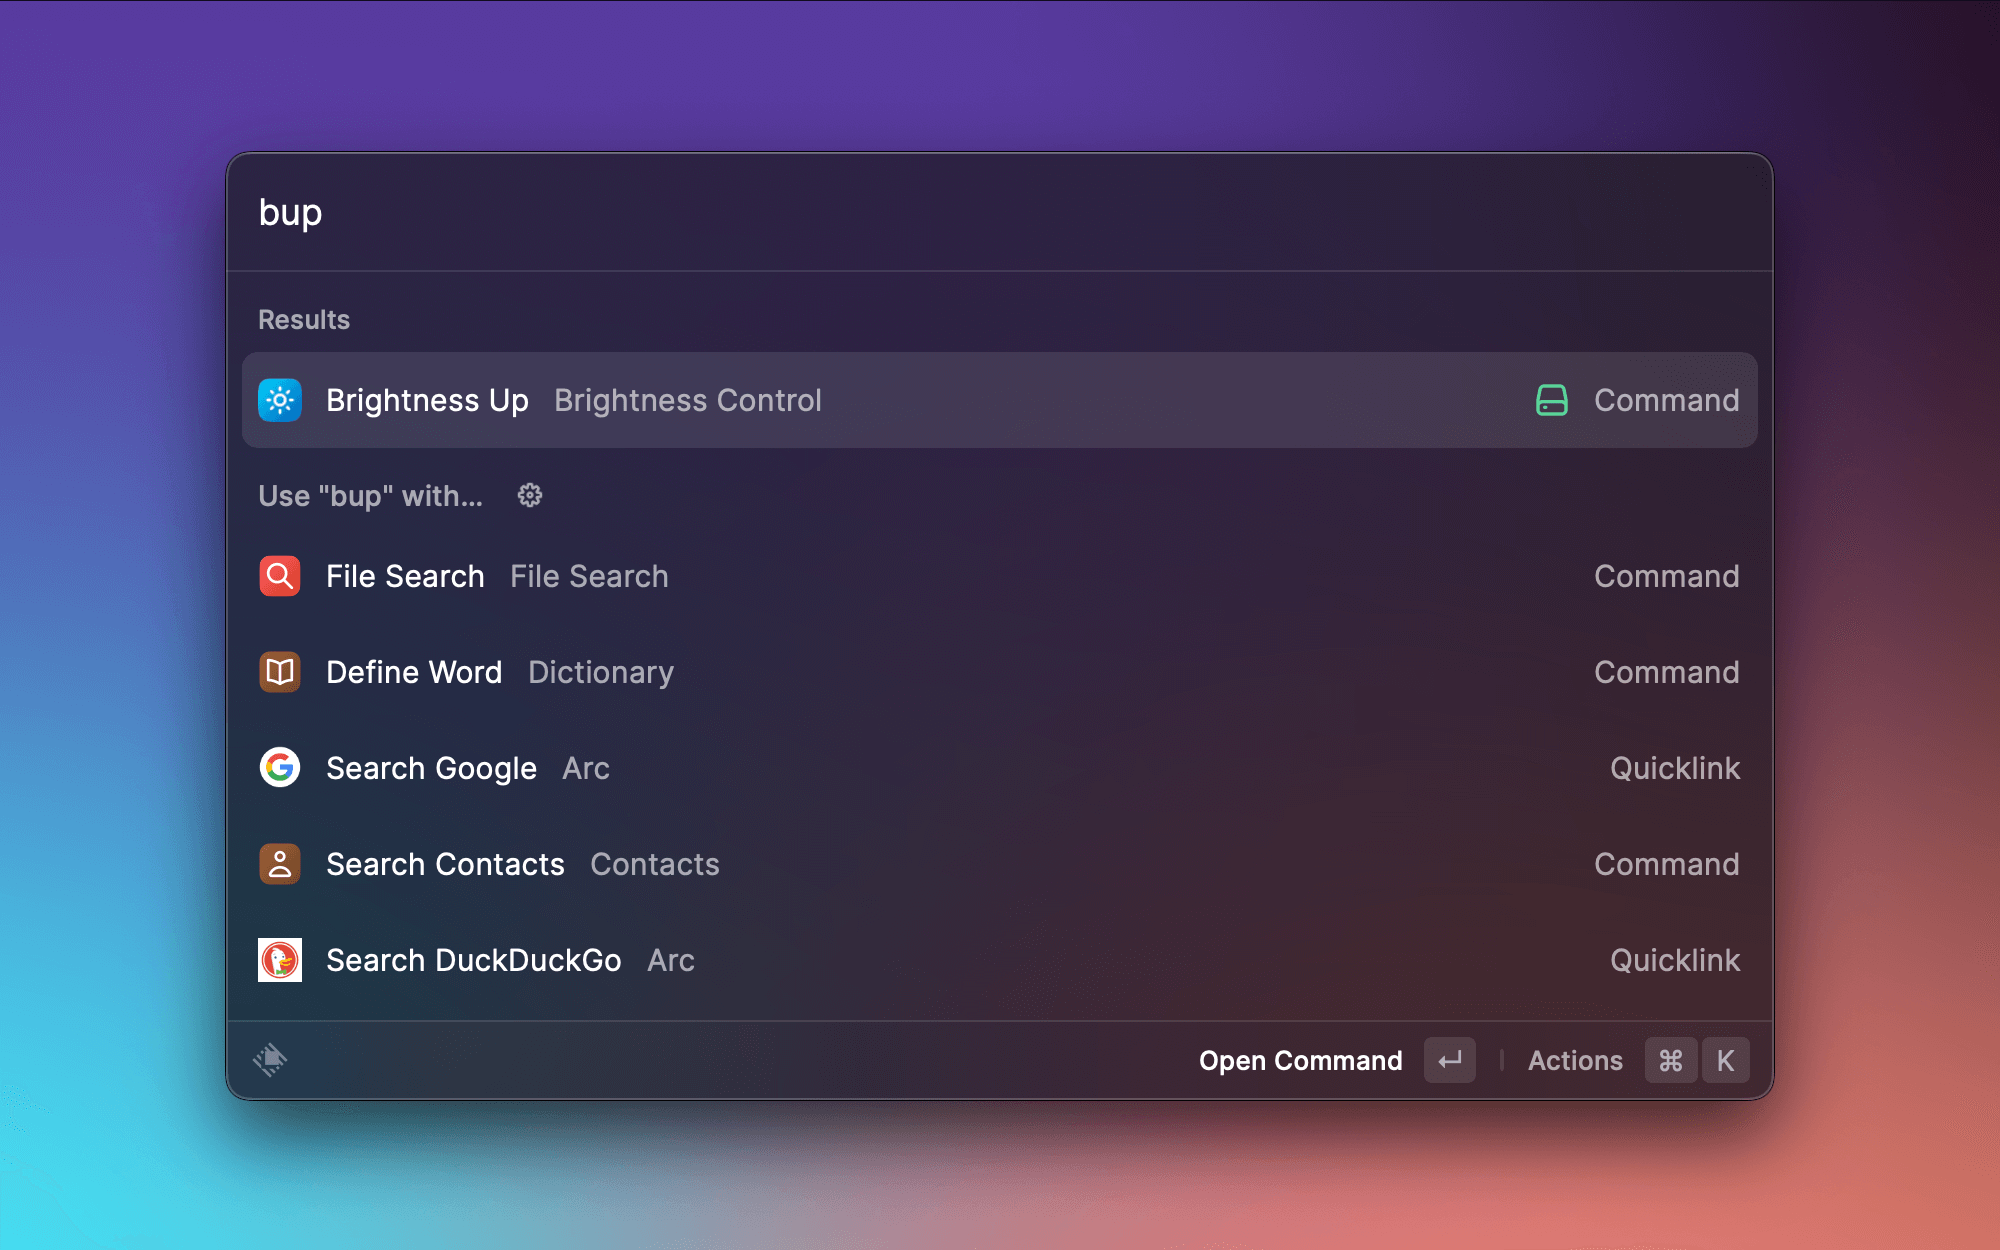 bup
Results
Brightness Up Brightness Control Command
Use "bup" with...
File Search File Search Command
Define Word Dictionary Command
Search Google Arc Quicklink
Search Contacts Contacts Command
Search DuckDuckGo Arc Quicklink
Open Command ↵ | Actions ⌘ K